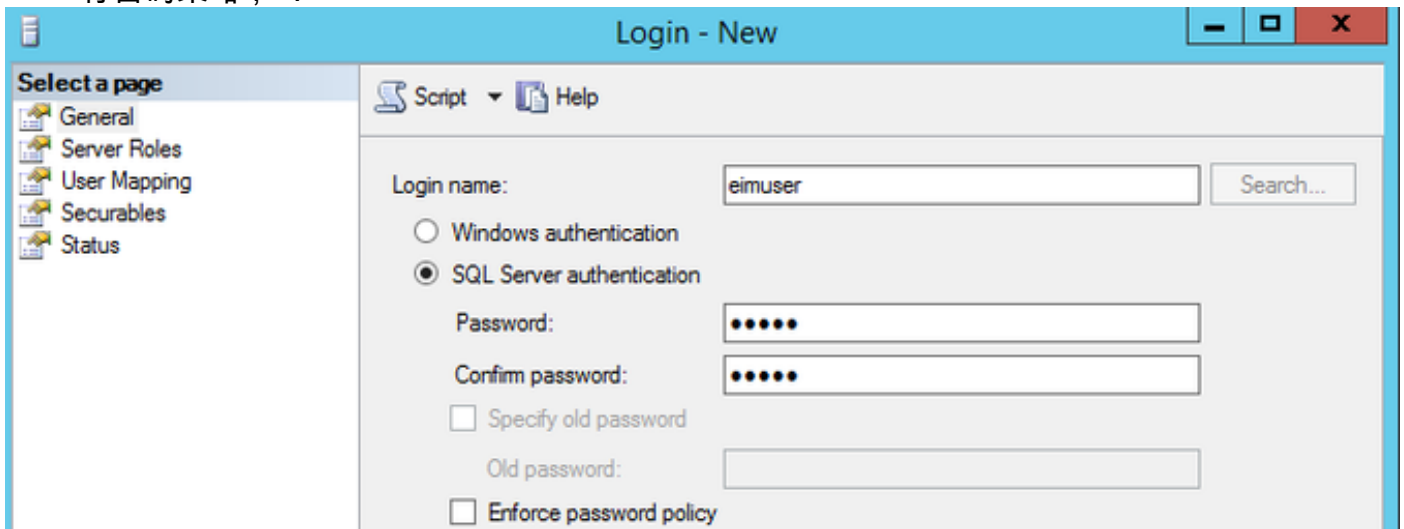 Login - New
x
Select a page
General
Server Roles
User Mapping
Securables
Status
Script
Help
Login name:
eimuser
Search...
Windows authentication
SQL Server authentication
Password:
•••••
Confirm password:
•••••
Specify old password
Old password:
Enforce password policy